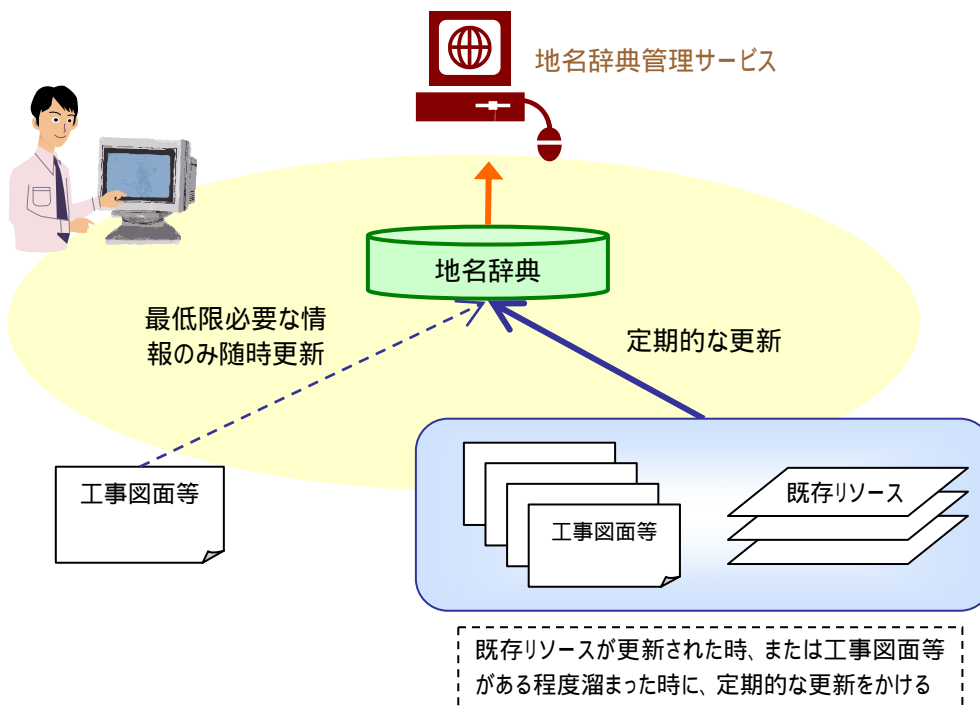 地名辞典管理サービス
地名辞典
最低限必要な情
報のみ随時更新
定期的な更新
工事図面等
工事図面等
既存リソース
既存リソースが更新された時、または工事図面等
がある程度溜まった時に、定期的な更新をかける